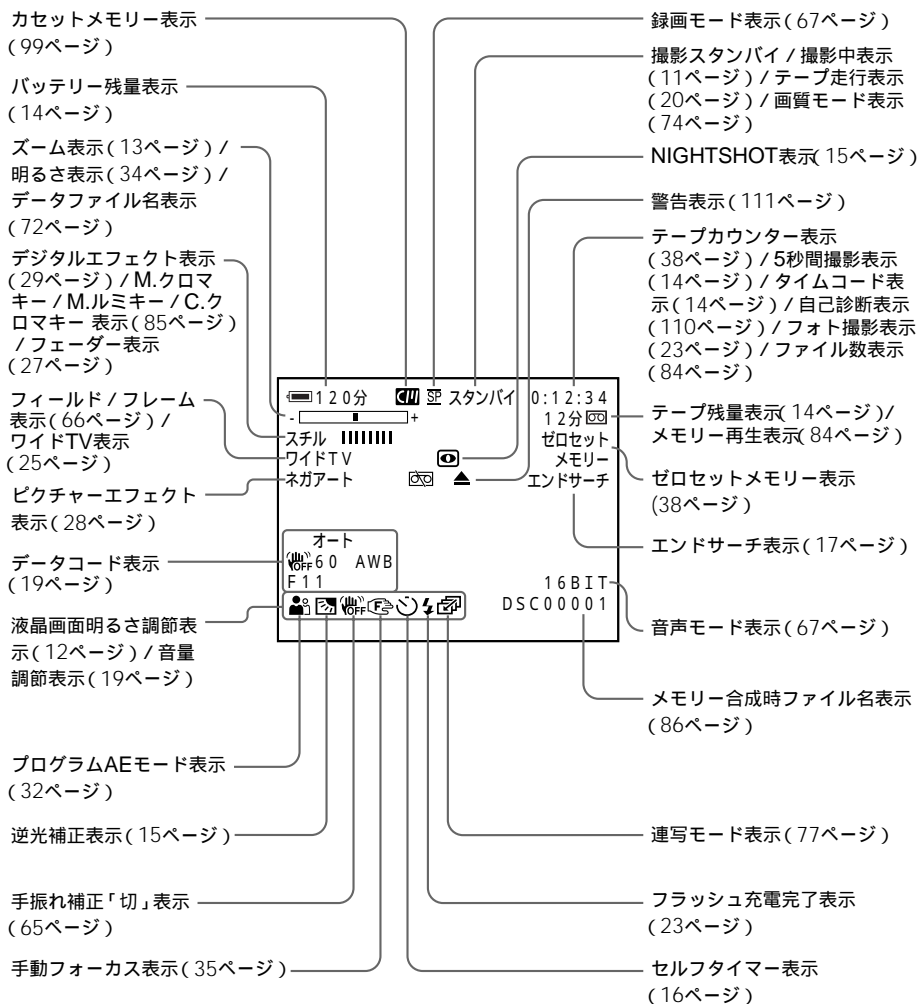 カセットメモリー表示
(99ページ)
バッテリー残量表示
(14ページ)
ズーム表示(13ページ)/
明るさ表示(34ページ)/
データファイル名表示
(72ページ)
デジタルエフェクト表示
(29ページ)/M.クロマ
キー/M.ルミキー/C.ク
ロマキー 表示(85ページ)
/フェーダー表示
(27ページ)
フィールド/フレーム
表示(66ページ)/
ワイドTV表示
(25ページ)
ピクチャーエフェクト
表示(28ページ)
データコード表示
(19ページ)
液晶画面明るさ調節表
示(12ページ)/音量
調節表示(19ページ)
プログラムAEモード表示
(32ページ)
逆光補正表示(15ページ)
手振れ補正「切」表示
(65ページ)
手動フォーカス表示(35ページ)
120分 CM SP スタンバイ 0:12:34
- +
12分
スチル
ゼロセット
ワイドTV
メモリー
ネガアート
エンドサーチ
オート
OFF 60 AWB
F11
16BIT
OFF F
DSC00001
録画モード表示(67ページ)
撮影スタンバイ/撮影中表示
(11ページ)/テープ走行表示
(20ページ)/画質モード表示
(74ページ)
NIGHTSHOT表示(15ページ)
警告表示(111ページ)
テープカウンター表示
(38ページ)/5秒間撮影表示
(14ページ)/タイムコード表
示(14ページ)/自己診断表示
(110ページ)/フォト撮影表示
(23ページ)/ファイル数表示
(84ページ)
テープ残量表示(14ページ)/
メモリー再生表示(84ページ)
ゼロセットメモリー表示
(38ページ)
エンドサーチ表示(17ページ)
音声モード表示(67ページ)
メモリー合成時ファイル名表示
(86ページ)
連写モード表示(77ページ)
フラッシュ充電完了表示
(23ページ)
セルフタイマー表示
(16ページ)